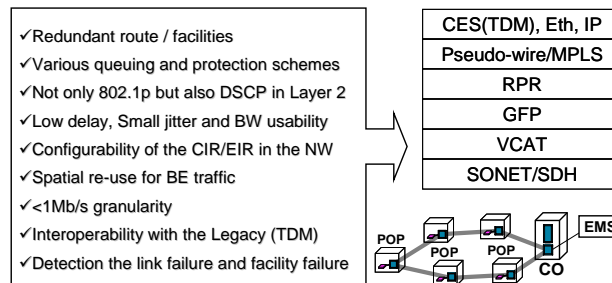 ✓Redundant route / facilities
✓Various queuing and protection schemes
✓Not only 802.1p but also DSCP in Layer 2
✓Low delay, Small jitter and BW usability
✓Configurability of the CIR/EIR in the NW
✓Spatial re-use for BE traffic
✓<1Mb/s granularity
✓Interoperability with the Legacy (TDM)
✓Detection the link failure and facility failure
CES(TDM), Eth, IP
Pseudo-wire/MPLS
RPR
GFP
VCAT
SONET/SDH
EMS
POP
POP
POP
CO